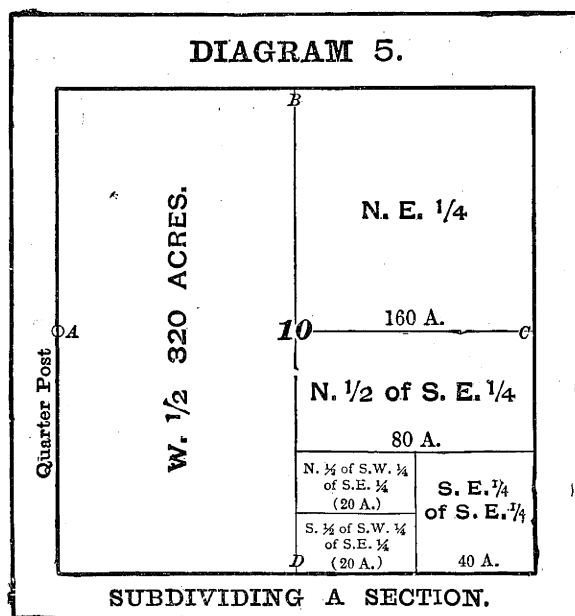 DIAGRAM 5.
B
N. E. 1/4
160 A.
W. 1/2 320 ACRES.
A
10
C
Quarter Post
N. 1/2 of S. E. 1/4
80 A.
N. ½ of S.W. ¼
of S.E. ¼
(20 A.)
S. E. 1/4
of S. E. 1/4
40 A.
S. ½ of S.W. ¼
of S.E. ¼
(20 A.)
D
SUBDIVIDING A SECTION.